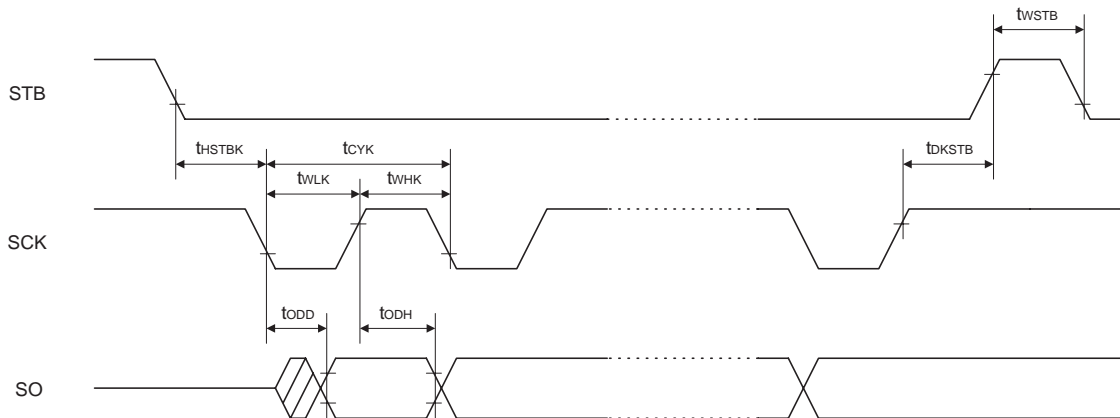 tWSTB
STB
tHSTBK
tCYK
tDKSTB
tWLK
tWHK
SCK
tODD
tODH
SO